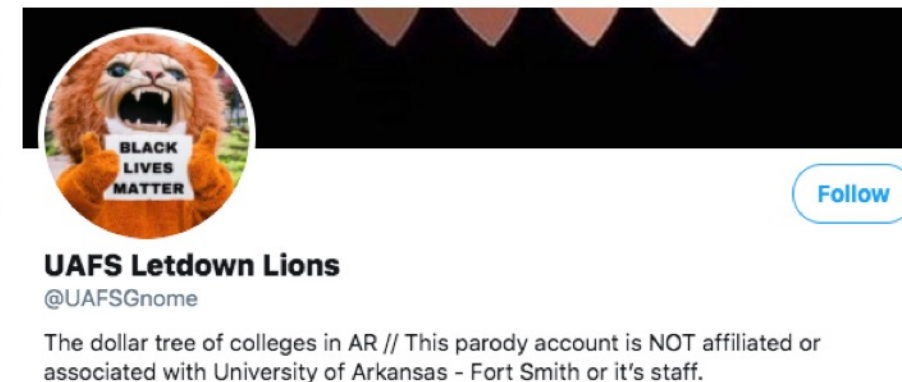 BLACK
LIVES
MATTER
Follow
UAFS Letdown Lions
@UAFSGnome
The dollar tree of colleges in AR // This parody account is NOT affiliated or
associated with University of Arkansas - Fort Smith or it's staff.